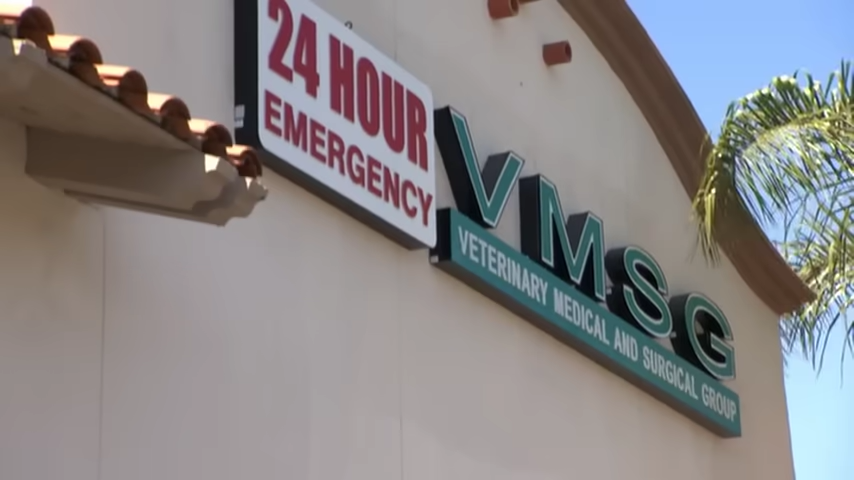 24 HOUR
EMERGENCY
VMSG
VETERINARY MEDICAL AND SURGICAL GROUP